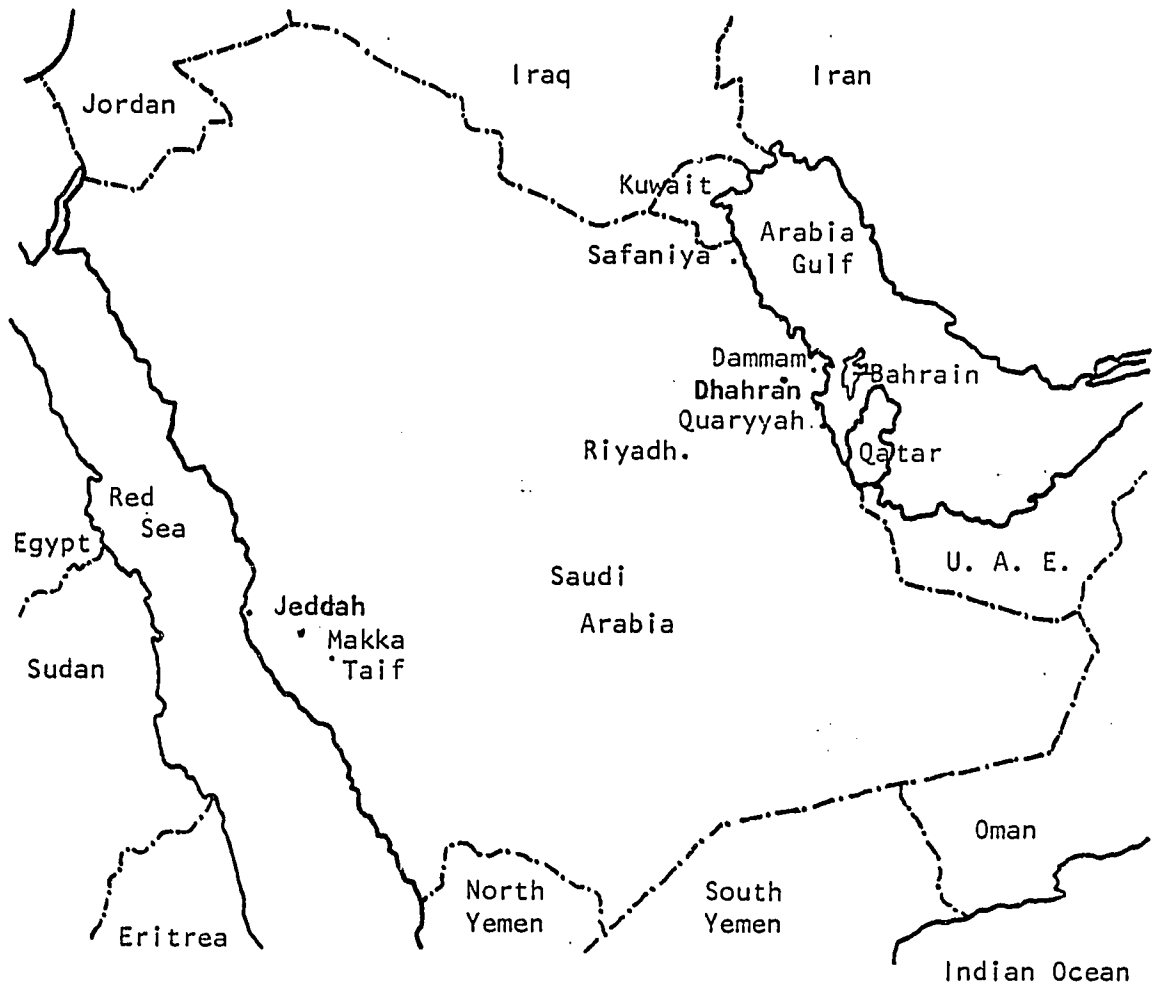 Iraq
Iran
Jordan
Kuwait
Arabia
Gulf
Safaniya
Dammam
Bahrain
Dhahran
Quaryyah
Riyadh.
Qatar
Red
Sea
Egypt
U. A. E.
Saudi
Arabia
Jeddah
Makka
Taif
Sudan
Oman
North
Yemen
South
Yemen
Eritrea
Indian Ocean